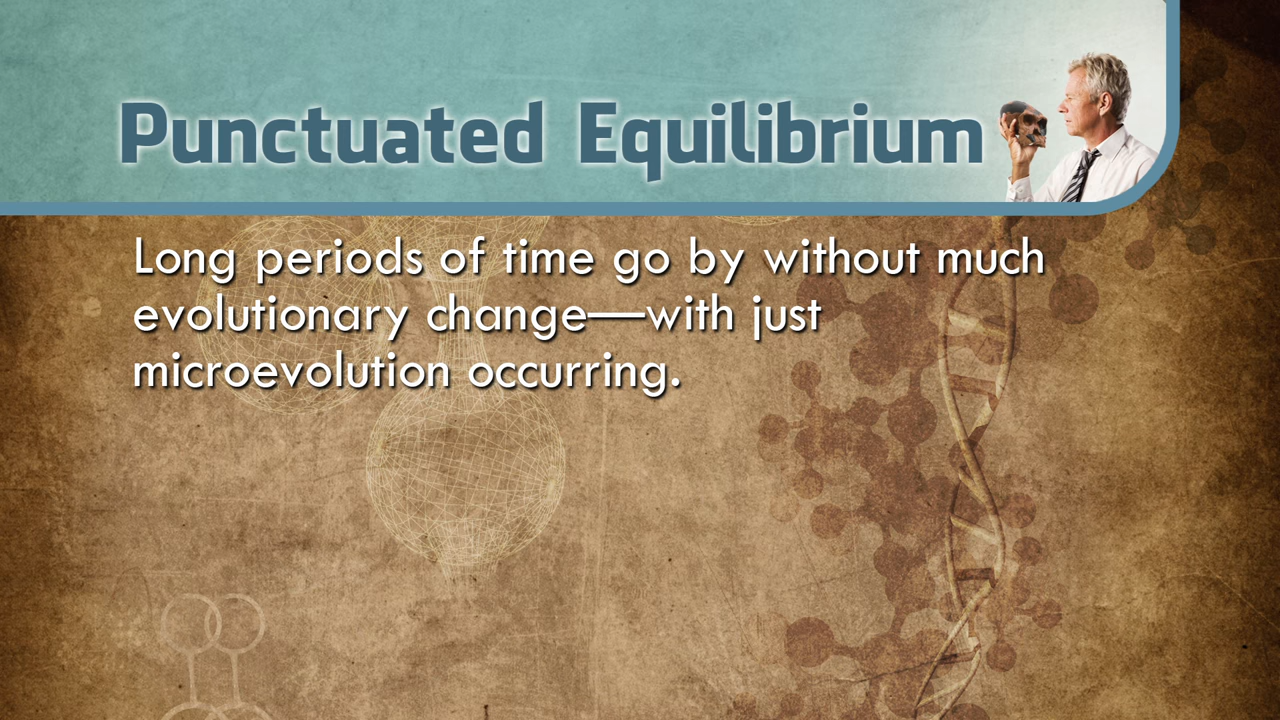 Punctuated Equilibrium
Long periods of time go by without much
evolutionary change—with just
microevolution occurring.